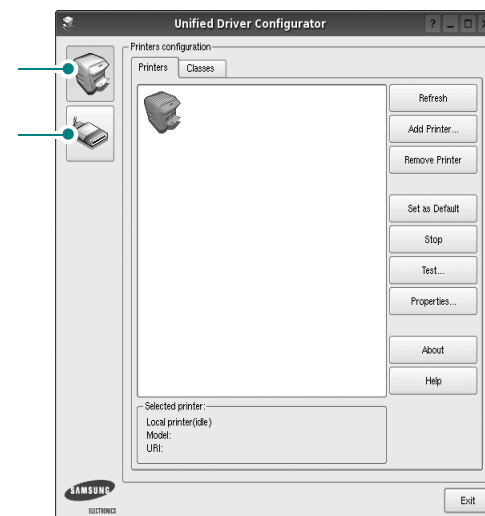 Unified Driver Configurator
Printers configuration
Printers
Classes
Refresh
Add Printer...
Remove Printer
Set as Default
Stop
Test...
Properties...
About
Help
Selected printer:
Local printer(idle)
Model:
URI:
SAMSUNG
ELECTRONICS
Exit